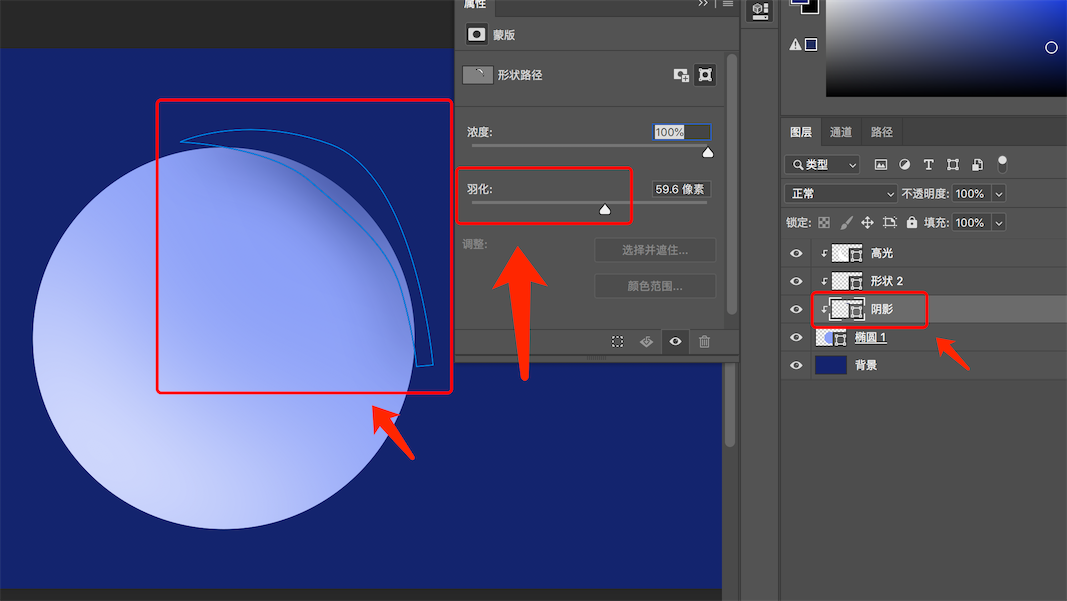 属性
蒙版
形状路径
浓度: 100%
羽化: 59.6 像素
调整: 选择并遮住...
颜色范围...
图层 通道 路径
类型
正常 不透明度: 100%
锁定: 填充: 100%
高光
形状 2
阴影
椭圆 1
背景